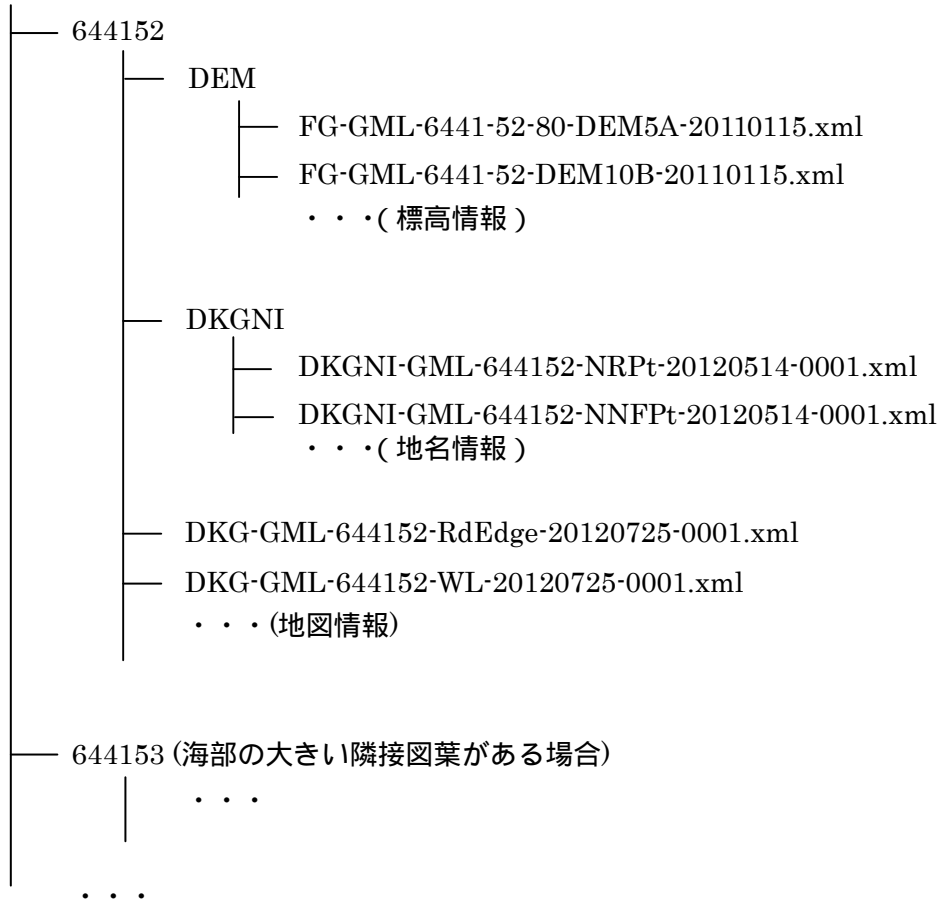 644152
DEM
FG-GML-6441-52-80-DEM5A-20110115.xml
FG-GML-6441-52-DEM10B-20110115.xml
・・・( 標高情報 )
DKGNI
DKGNI-GML-644152-NRPt-20120514-0001.xml
DKGNI-GML-644152-NNFPt-20120514-0001.xml
・・・( 地名情報 )
DKG-GML-644152-RdEdge-20120725-0001.xml
DKG-GML-644152-WL-20120725-0001.xml
・・・(地図情報)
644153 (海部の大きい隣接図葉がある場合)
・・・
・・・